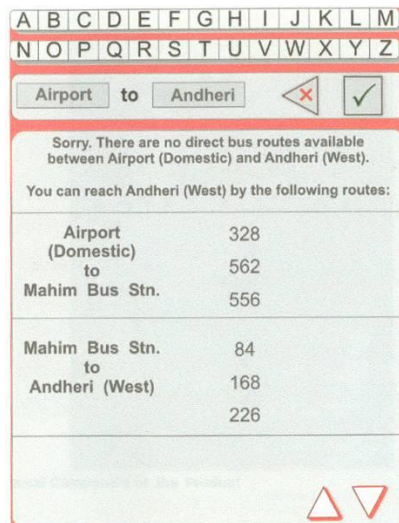 A B C D E F G H I J K L M
N O P Q R S T U V W X Y Z
Airport to Andheri
Sorry. There are no direct bus routes available
between Airport (Domestic) and Andheri (West).
You can reach Andheri (West) by the following routes:
Airport
(Domestic)
to
Mahim Bus Stn.
328
562
556
Mahim Bus Stn.
to
Andheri (West)
84
168
226